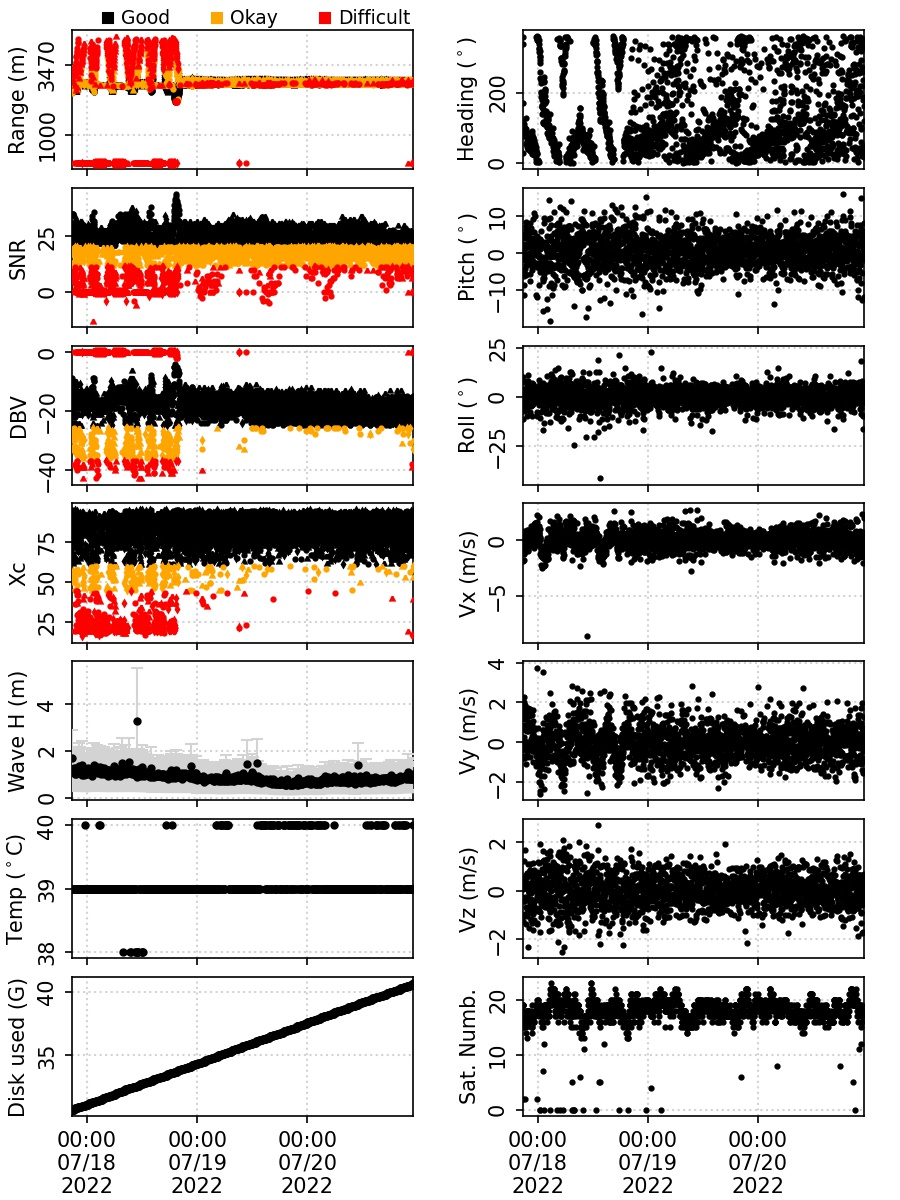 Good Okay Difficult
Range (m)
3470
1000
Heading (°)
200
0
SNR
25
0
Pitch (°)
10
0
−10
DBV
0
−20
−40
Roll (°)
25
0
−25
Xc
75
50
25
Vx (m/s)
0
−5
Wave H (m)
4
2
0
Vy (m/s)
4
2
0
−2
Temp (°C)
40
39
38
Vz (m/s)
2
0
−2
Disk used (G)
40
35
Sat. Numb.
20
10
0
00:00 00:00 00:00
07/18 07/19 07/20
2022 2022 2022
00:00 00:00 00:00
07/18 07/19 07/20
2022 2022 2022